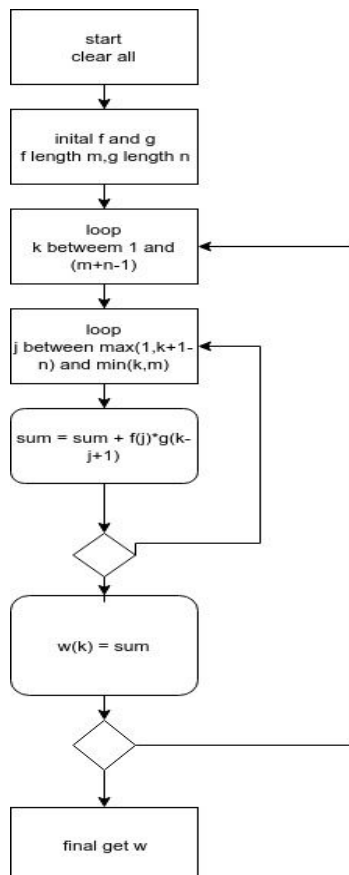 start
clear all
inital f and g
f length m,g length n
loop
k betweem 1 and
(m+n-1)
loop
j between max(1,k+1-
n) and min(k,m)
sum = sum + f(j)*g(k-
j+1)
w(k) = sum
final get w